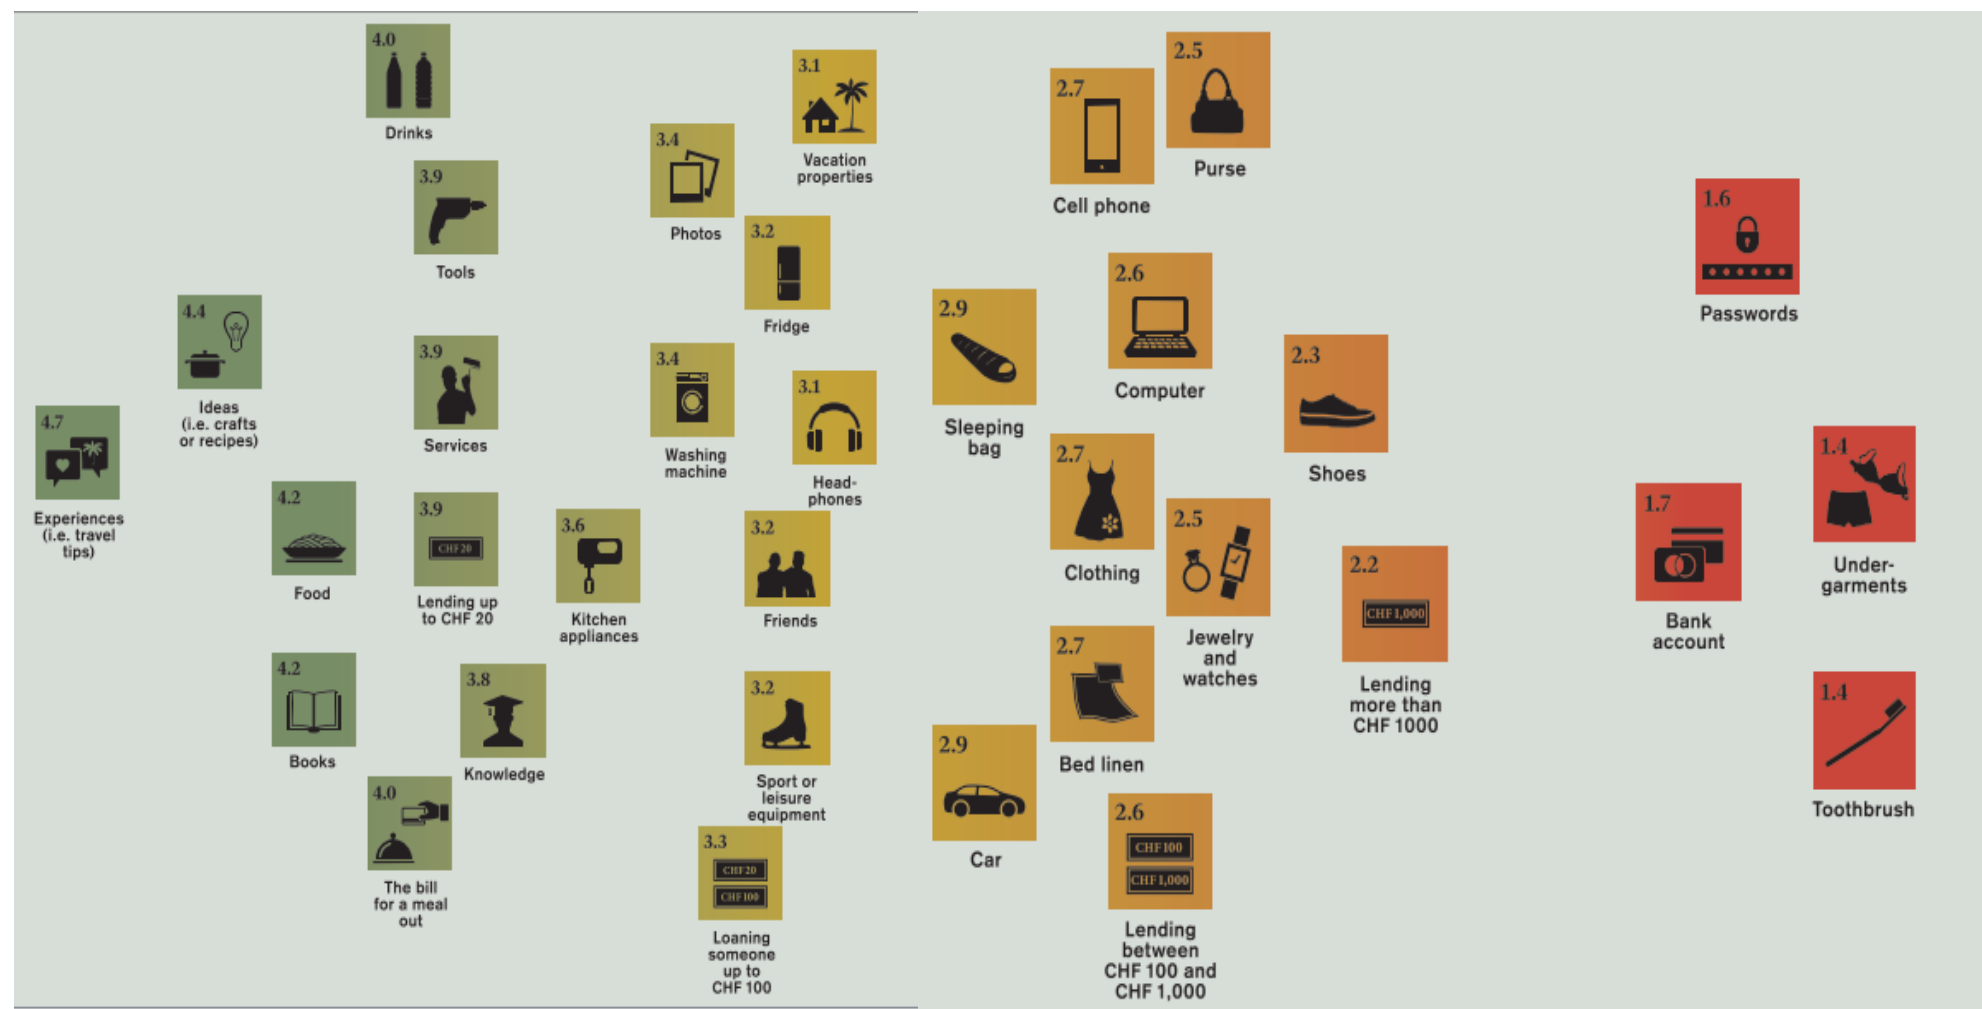 4.0
Drinks
3.9
Tools
4.4
Ideas
(i.e. crafts
or recipes)
3.9
Services
4.7
Experiences
(i.e. travel
tips)
4.2
Food
3.9
CHF 20
Lending up
to CHF 20
3.6
Kitchen
appliances
4.2
Books
3.8
Knowledge
4.0
The bill
for a meal
out
3.1
Vacation
properties
3.4
Photos
3.2
Fridge
3.4
Washing
machine
3.1
Head-
phones
3.2
Friends
3.2
Sport or
leisure
equipment
3.3
CHF 20
CHF 100
Loaning
someone
up to
CHF 100
2.5
Purse
2.7
Cell phone
2.6
Computer
2.9
Sleeping
bag
2.3
Shoes
2.7
Clothing
2.5
Jewelry
and
watches
2.2
CHF 1,000
Lending
more than
CHF 1000
2.7
Bed linen
2.9
Car
2.6
CHF 100
CHF 1,000
Lending
between
CHF 100 and
CHF 1,000
1.6
Passwords
1.4
Under-
garments
1.7
Bank
account
1.4
Toothbrush